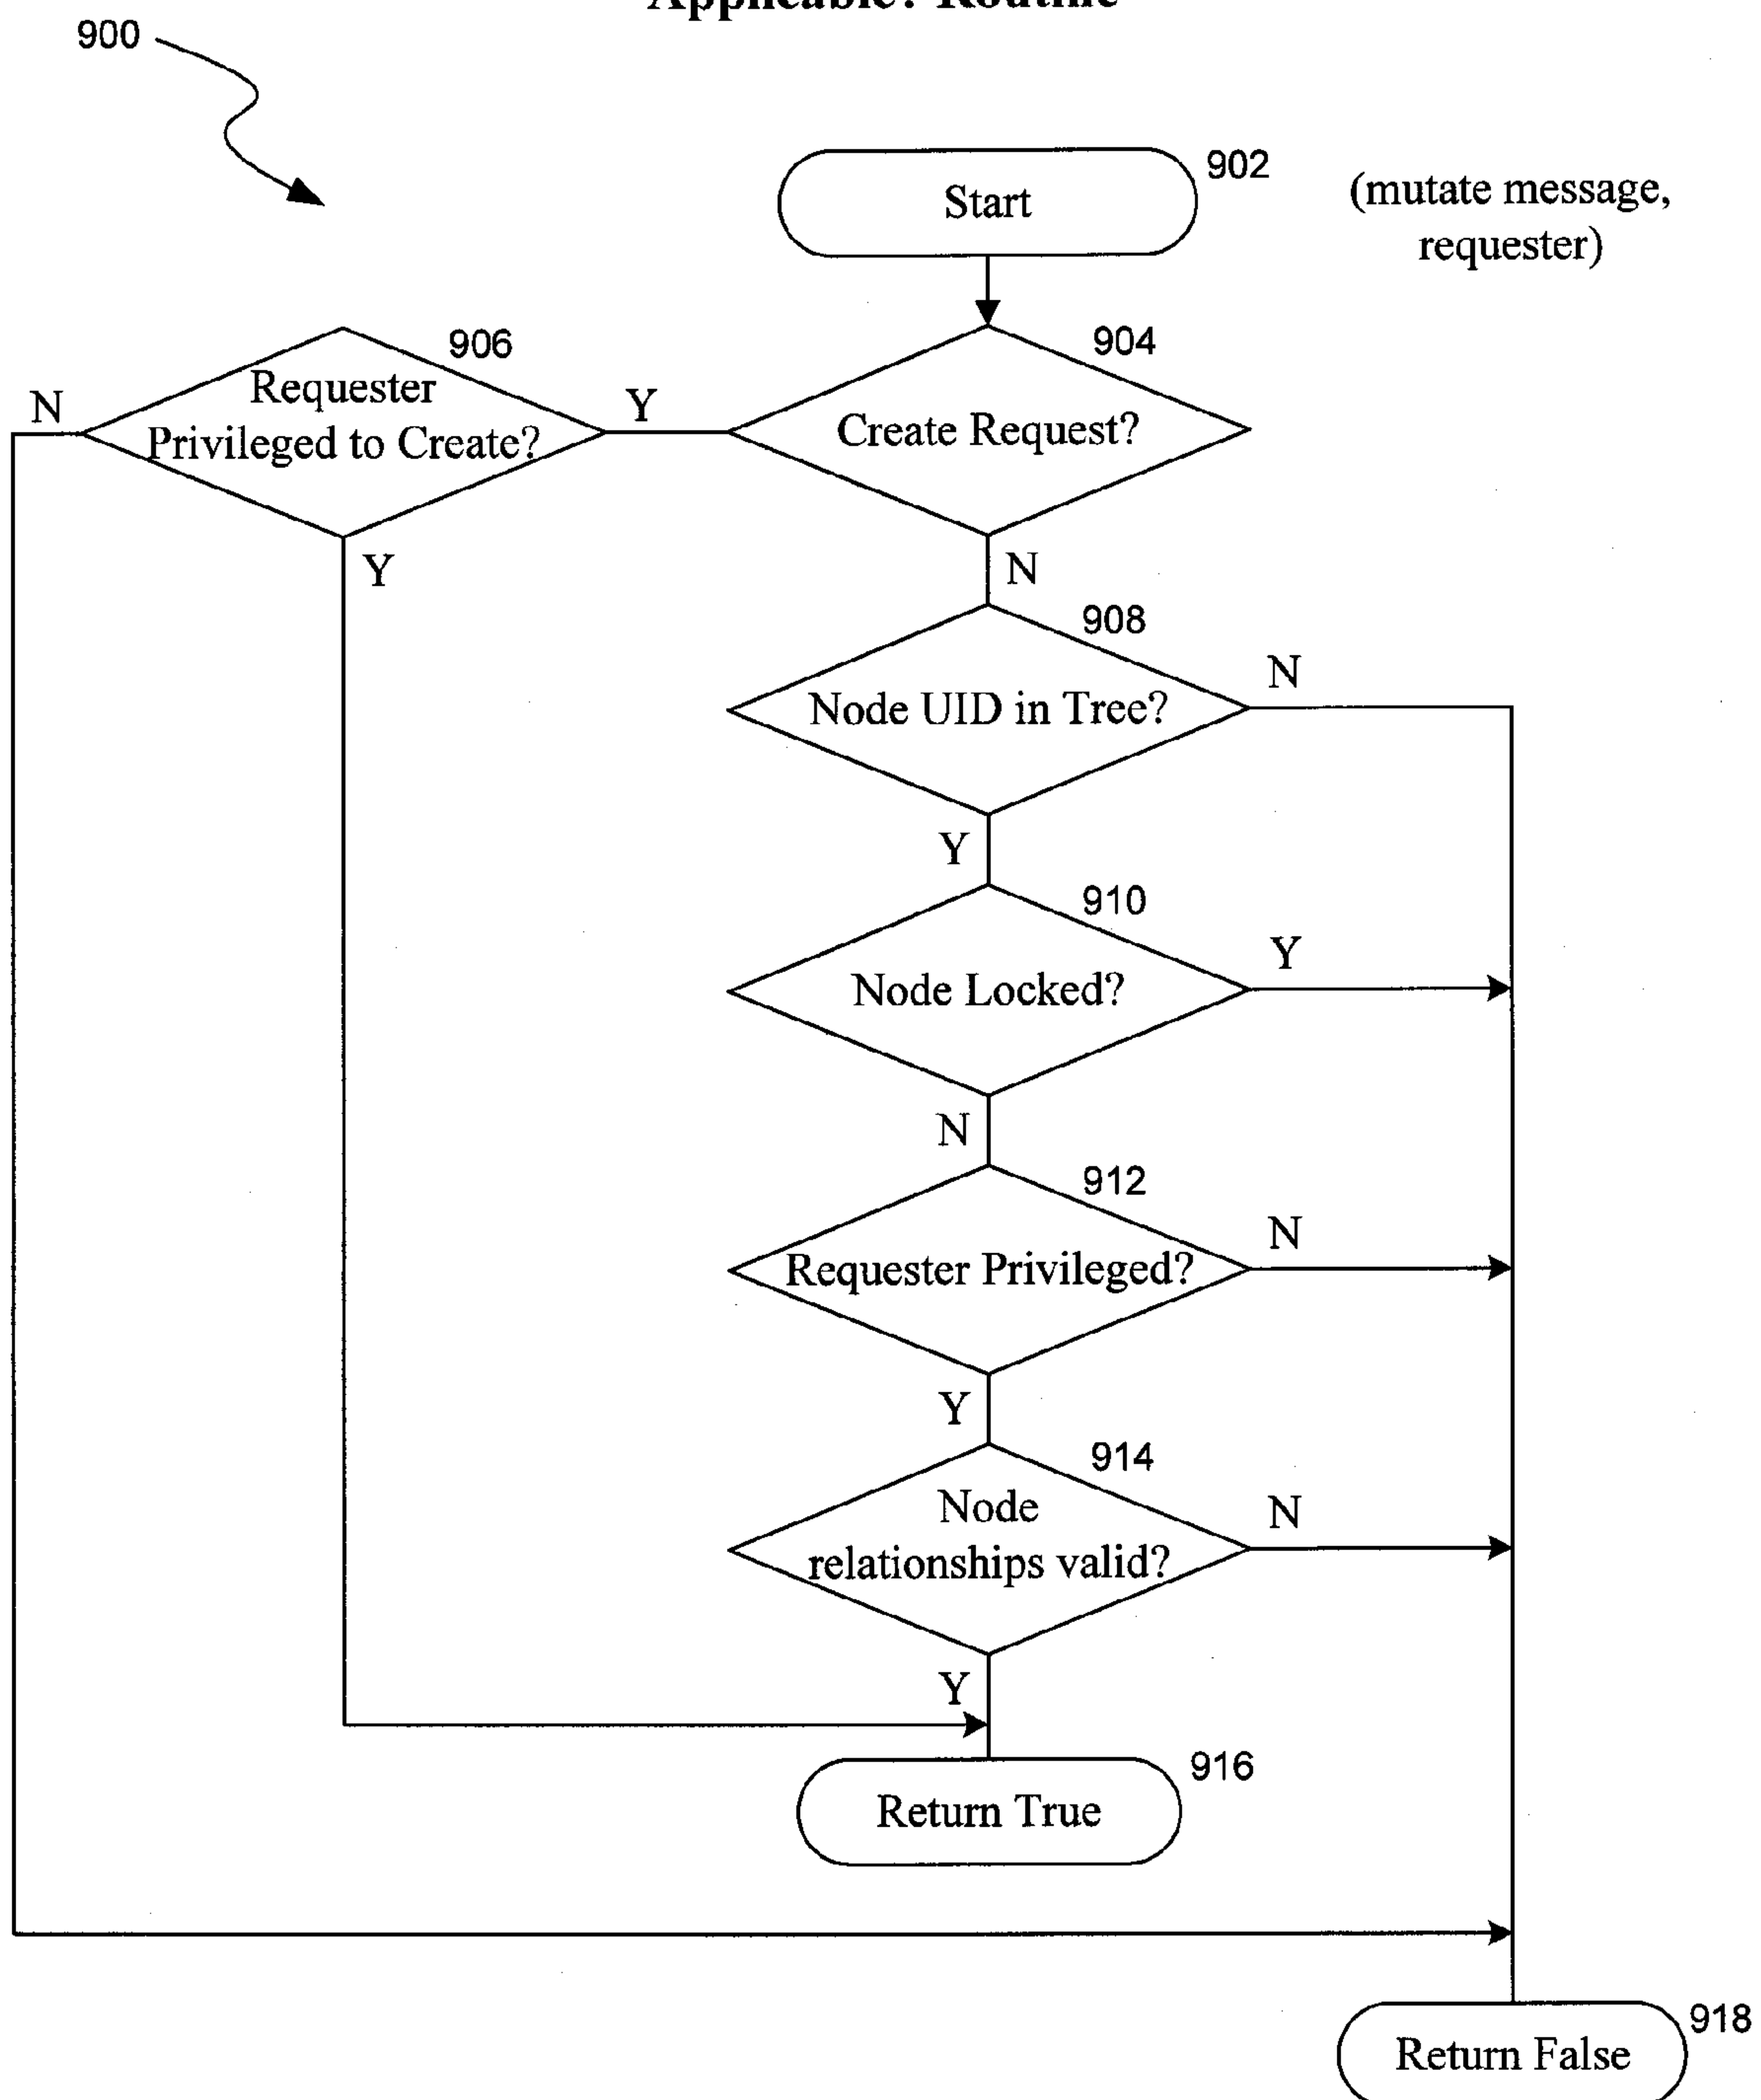 Applicable? Routine
900
Start
902
(mutate message,
requester)
906
Requester
Privileged to Create?
N
Y
Y
904
Create Request?
N
908
Node UID in Tree?
N
Y
910
Node Locked?
Y
N
912
Requester Privileged?
N
Y
914
Node
relationships valid?
N
Y
916
Return True
918
Return False